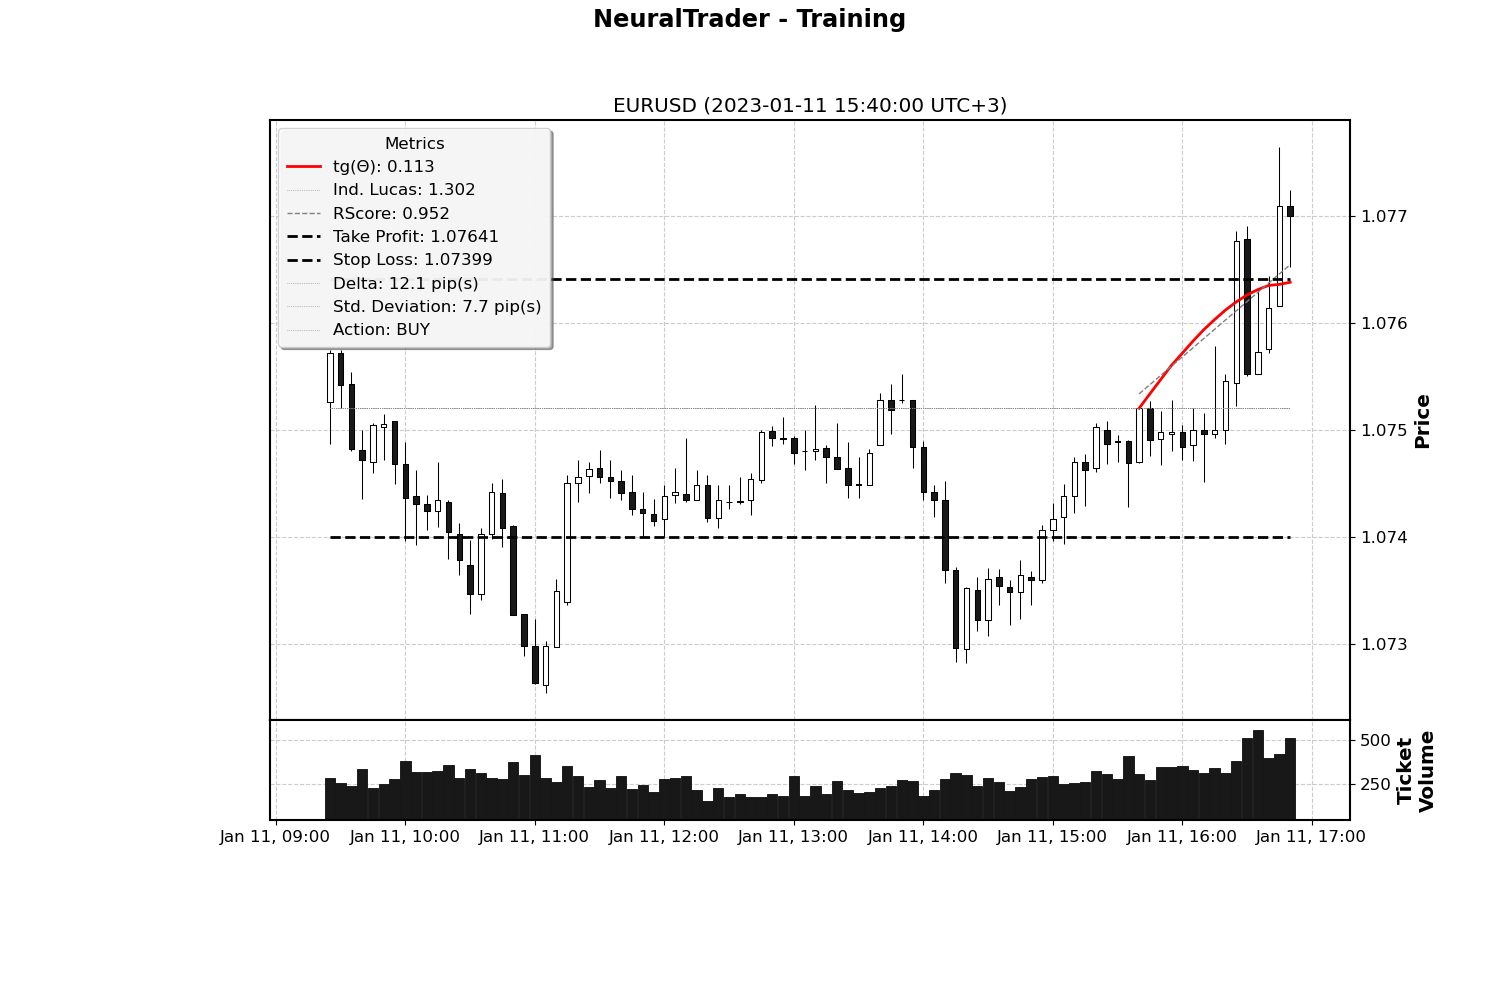 NeuralTrader - Training
EURUSD (2023-01-11 15:40:00 UTC+3)
Metrics
tg(Θ): 0.113
Ind. Lucas: 1.302
RScore: 0.952
Take Profit: 1.07641
Stop Loss: 1.07399
Delta: 12.1 pip(s)
Std. Deviation: 7.7 pip(s)
Action: BUY
1.077
1.076
1.075
1.074
1.073
Price
500
250
Ticket
Volume
Jan 11, 09:00
Jan 11, 10:00
Jan 11, 11:00
Jan 11, 12:00
Jan 11, 13:00
Jan 11, 14:00
Jan 11, 15:00
Jan 11, 16:00
Jan 11, 17:00